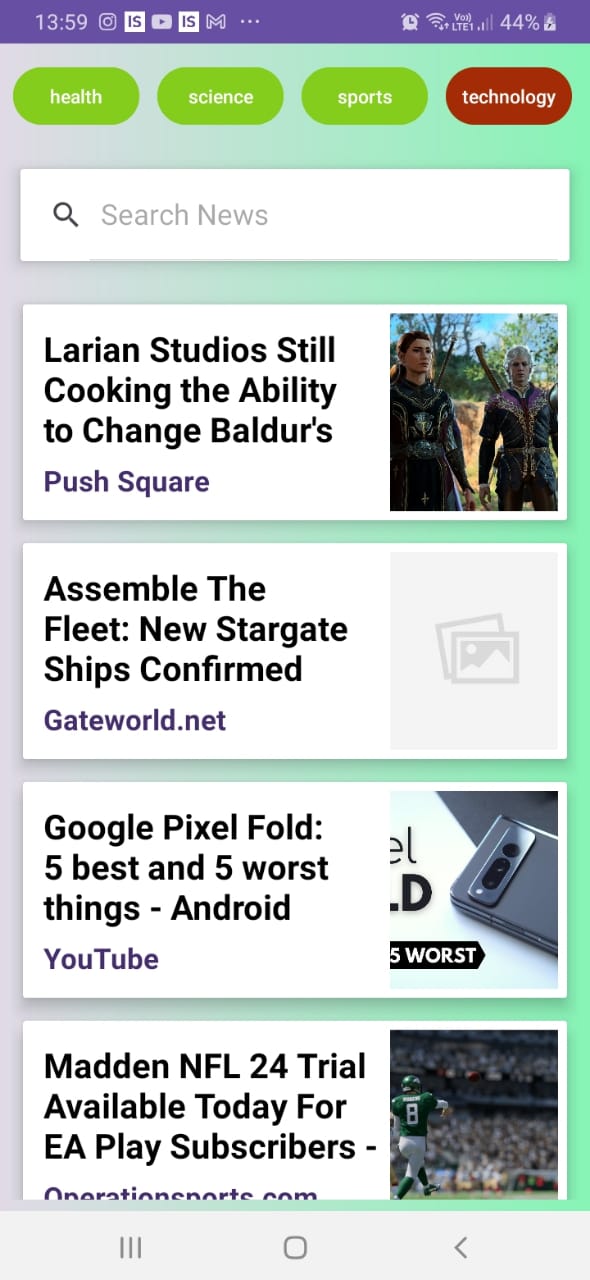 13:59 IS IS ... Vo) LTE1 44%
health science sports technology
Search News
Larian Studios Still
Cooking the Ability
to Change Baldur's
Push Square
Assemble The
Fleet: New Stargate
Ships Confirmed
Gateworld.net
Google Pixel Fold:
5 best and 5 worst
things - Android
YouTube
el
LD
5 WORST
Madden NFL 24 Trial
Available Today For
EA Play Subscribers -
Operationsports.com
8